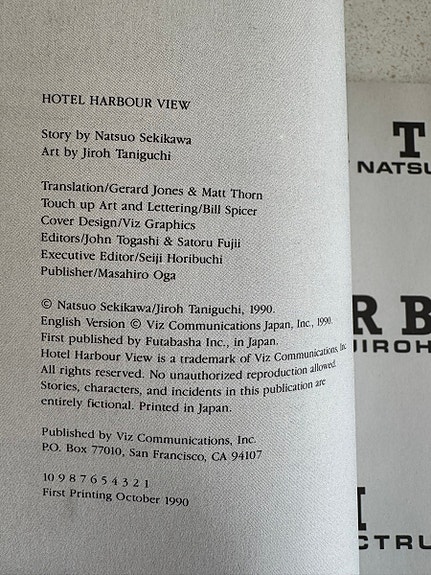 HOTEL HARBOUR VIEW
Story by Natsuo Sekikawa
Art by Jiroh Taniguchi
Translation/Gerard Jones & Matt Thorn
Touch up Art and Lettering/Bill Spicer
Cover Design/Viz Graphics
Editors/John Togashi & Satoru Fujii
Executive Editor/Seiji Horibuchi
Publisher/Masahiro Oga
© Natsuo Sekikawa/Jiroh Taniguchi, 1990.
English Version © Viz Communications Japan, Inc., 1990.
First published by Futabasha Inc., in Japan.
Hotel Harbour View is a trademark of Viz Communications, Inc.
All rights reserved. No unauthorized reproduction allowed.
Stories, characters, and incidents in this publication are
entirely fictional. Printed in Japan.
Published by Viz Communications, Inc.
P.O. Box 77010, San Francisco, CA 94107
10 9 8 7 6 5 4 3 2 1
First Printing October 1990
T
NATSU
R B
JIROH
I
CTRU